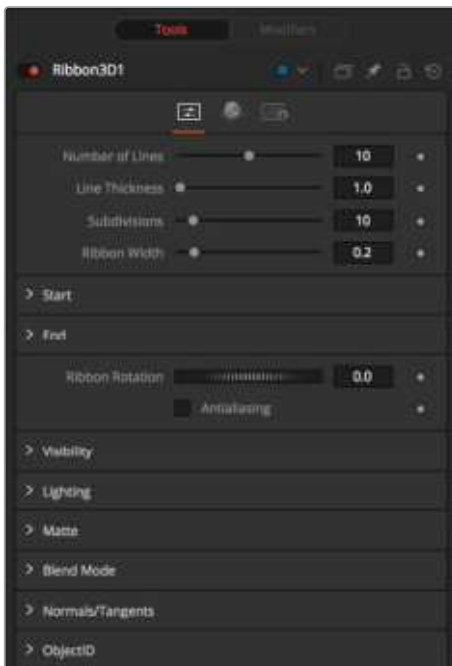 Tools Modifiers
Ribbon3D1
Number of Lines 10
Line Thickness 1.0
Subdivisions 10
Ribbon Width 0.2
> Start
> End
Ribbon Rotation 0.0
Antialiasing
> Visibility
> Lighting
> Matte
> Blend Mode
> Normals/Tangents
> ObjectID